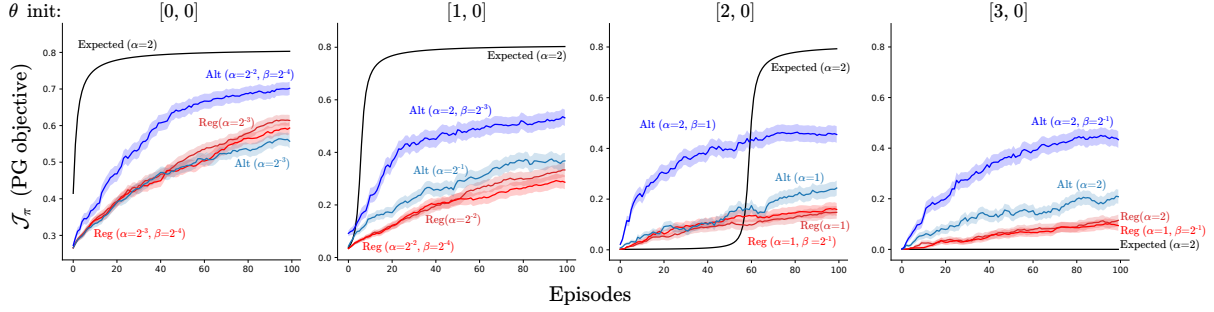 θ init: [0, 0] [1, 0] [2, 0] [3, 0]
𝒥π (PG objective)
0.8
0.7
0.6
0.5
0.4
0.3
0 20 40 60 80 100
Expected (α=2)
Alt (α=2⁻², β=2⁻⁴)
Reg(α=2⁻³)
Alt (α=2⁻³)
Reg (α=2⁻³, β=2⁻⁴)
0.8
0.6
0.4
0.2
0.0
0 20 40 60 80 100
Expected (α=2)
Alt (α=2, β=2⁻³)
Alt (α=2⁻¹)
Reg(α=2⁻²)
Reg (α=2⁻², β=2⁻⁴)
0.8
0.6
0.4
0.2
0.0
0 20 40 60 80 100
Expected (α=2)
Alt (α=2, β=1)
Alt (α=1)
Reg(α=1)
Reg (α=1, β=2⁻¹)
0.8
0.6
0.4
0.2
0.0
0 20 40 60 80 100
Alt (α=2, β=2⁻¹)
Alt (α=2)
Reg(α=2)
Reg (α=1, β=2⁻¹)
Expected (α=2)
Episodes